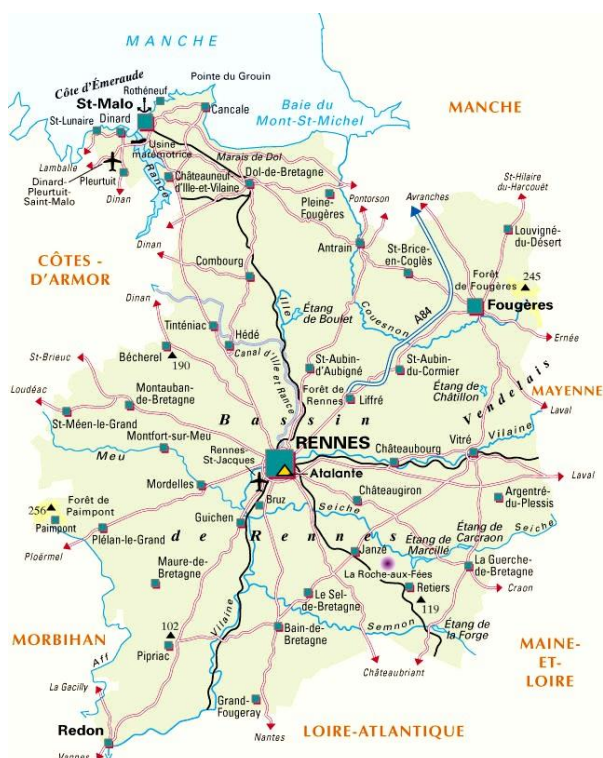 MANCHE
Côte d'Émeraude
Pointe du Grouin
Rothéneuf
St-Malo
Cancale
Baie du
Mont-St-Michel
MANCHE
St-Lunaire
Dinard
Usine
marémotrice
Marais de Dol
Lamballe
Pleurtuit
Dinard-
Pleurtuit-
Saint-Malo
Dinan
Rance
Châteauneuf
d'Ille-et-Vilaine
Dol-de-Bretagne
Pleine-
Fougères
Pontorson
Avranches
St-Hilaire
du-Harcouët
Louvigné-
du-Désert
Dinan
Antrain
St-Brice-
en-Coglès
CÔTES -
D'ARMOR
Combourg
Forêt
de Fougères
245
Fougères
Dinan
Ille
Étang
de Boulet
Couesnon
A84
Ernée
Tinténiac
Hédé
Canal d'Ille et Rance
Bécherel
190
St-Brieuc
St-Aubin
d'Aubigné
St-Aubin-
du-Cormier
Forêt de
Rennes
Liffré
Étang de
Châtillon
Vendelais
MAYENNE
Loudéac
Montauban-
de-Bretagne
St-Méen-le-Grand
Laval
Bassin
Montfort-sur-Meu
Meu
RENNES
Rennes-
St-Jacques
Atalante
Châteaubourg
Vitré
Vilaine
Laval
Mordelles
Bruz
Châteaugiron
Argentré-
du-Plessis
256
Forêt de
Paimpont
Paimpont
Guichen
Seiche
Seiche
Plélan-le-Grand
de Rennes
Étang de
Marcillé
Étang de
Carcraon
Ploërmel
Janzé
La Roche-aux-Fées
La Guerche-
de-Bretagne
Maure-de-
Bretagne
Retiers
119
Craon
Le Sel-
de-Bretagne
Semnon
Étang de
la Forge
Vilaine
102
Bain-de-
Bretagne
MORBIHAN
Pipriac
Aff
MAINE-
ET-
LOIRE
Châteaubriant
La Gacilly
Grand-
Fougeray
LOIRE-ATLANTIQUE
Redon
Nantes
Vannes